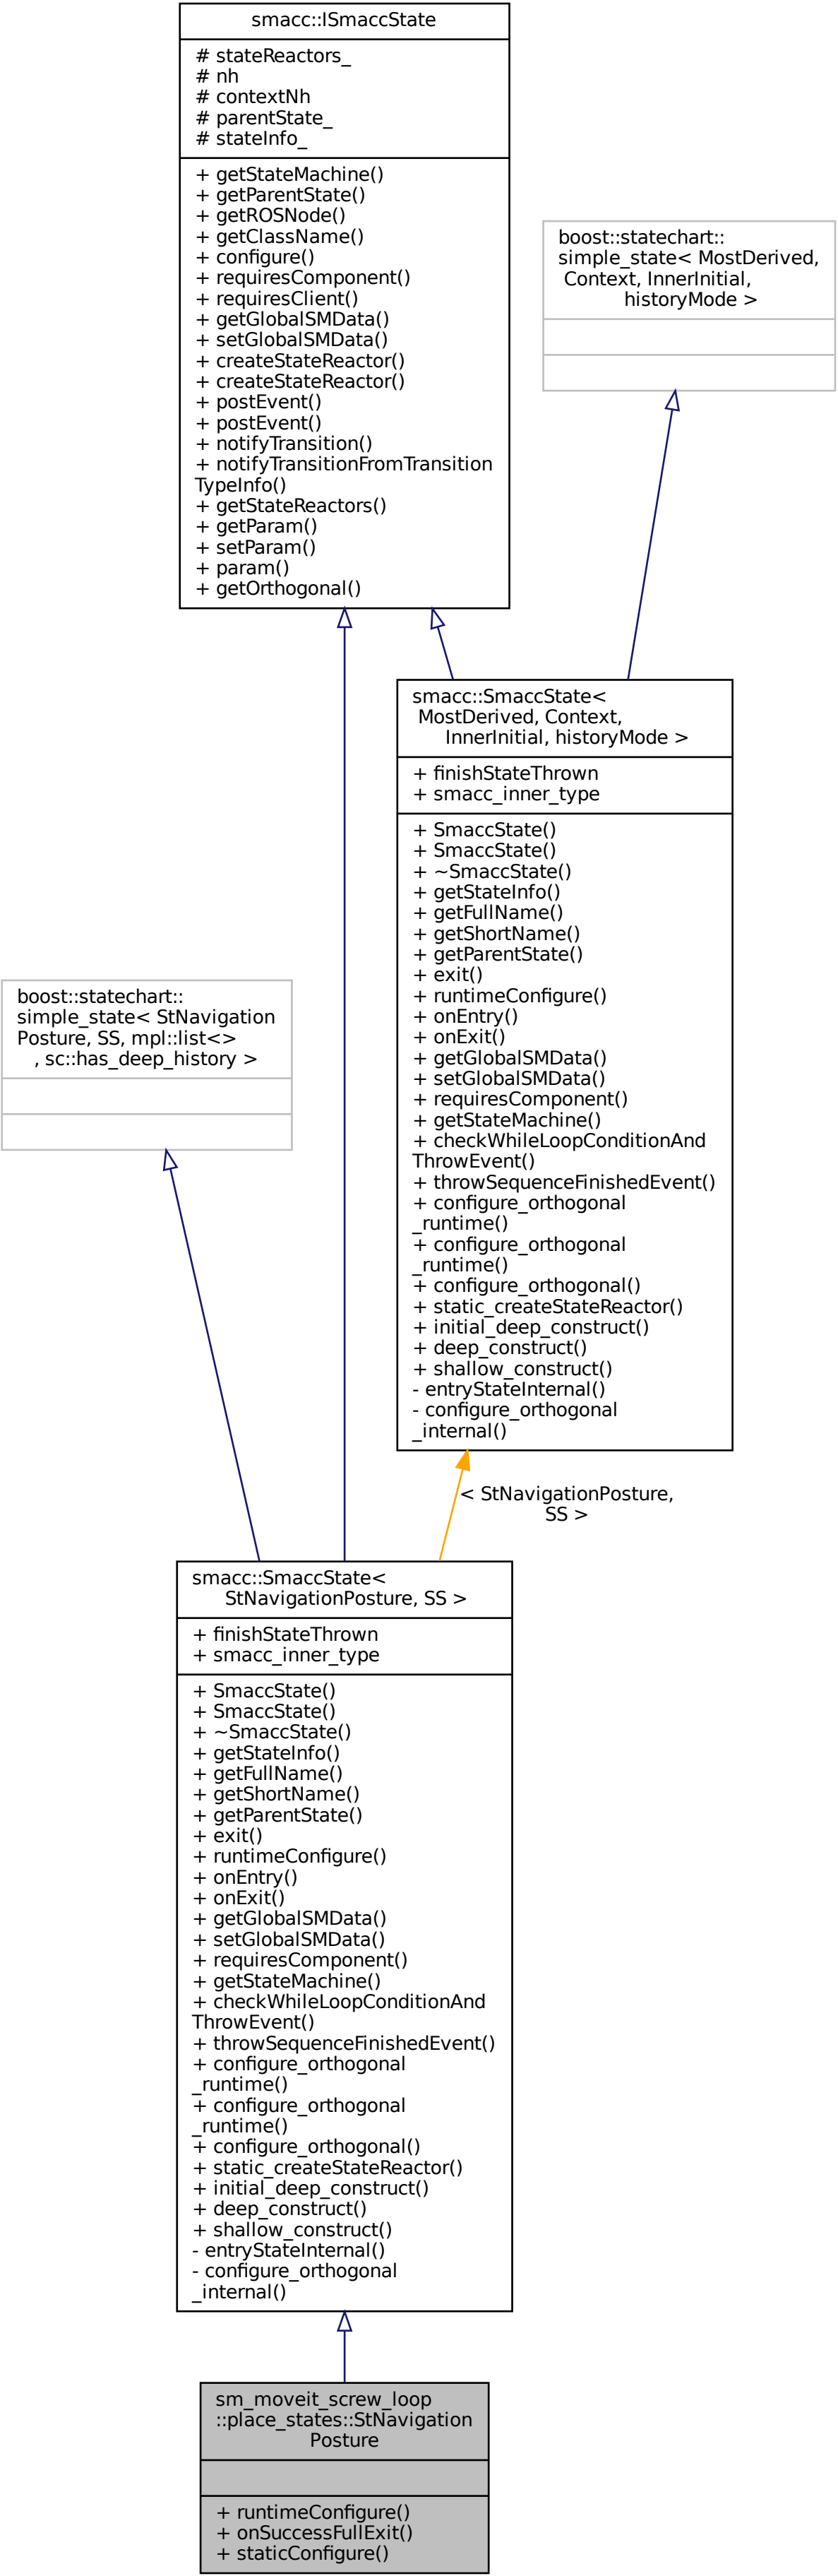 smacc::ISmaccState
# stateReactors_
# nh
# contextNh
# parentState_
# stateInfo_
+ getStateMachine()
+ getParentState()
+ getROSNode()
+ getClassName()
+ configure()
+ requiresComponent()
+ requiresClient()
+ getGlobalSMData()
+ setGlobalSMData()
+ createStateReactor()
+ createStateReactor()
+ postEvent()
+ postEvent()
+ notifyTransition()
+ notifyTransitionFromTransition
TypeInfo()
+ getStateReactors()
+ getParam()
+ setParam()
+ param()
+ getOrthogonal()
boost::statechart::
simple_state< MostDerived,
Context, InnerInitial,
historyMode >
smacc::SmaccState<
MostDerived, Context,
InnerInitial, historyMode >
+ finishStateThrown
+ smacc_inner_type
+ SmaccState()
+ SmaccState()
+ ~SmaccState()
+ getStateInfo()
+ getFullName()
+ getShortName()
+ getParentState()
+ exit()
+ runtimeConfigure()
+ onEntry()
+ onExit()
+ getGlobalSMData()
+ setGlobalSMData()
+ requiresComponent()
+ getStateMachine()
+ checkWhileLoopConditionAnd
ThrowEvent()
+ throwSequenceFinishedEvent()
+ configure_orthogonal
_runtime()
+ configure_orthogonal
_runtime()
+ configure_orthogonal()
+ static_createStateReactor()
+ initial_deep_construct()
+ deep_construct()
+ shallow_construct()
- entryStateInternal()
- configure_orthogonal
_internal()
boost::statechart::
simple_state< StNavigation
Posture, SS, mpl::list<>
, sc::has_deep_history >
< StNavigationPosture,
SS >
smacc::SmaccState<
StNavigationPosture, SS >
+ finishStateThrown
+ smacc_inner_type
+ SmaccState()
+ SmaccState()
+ ~SmaccState()
+ getStateInfo()
+ getFullName()
+ getShortName()
+ getParentState()
+ exit()
+ runtimeConfigure()
+ onEntry()
+ onExit()
+ getGlobalSMData()
+ setGlobalSMData()
+ requiresComponent()
+ getStateMachine()
+ checkWhileLoopConditionAnd
ThrowEvent()
+ throwSequenceFinishedEvent()
+ configure_orthogonal
_runtime()
+ configure_orthogonal
_runtime()
+ configure_orthogonal()
+ static_createStateReactor()
+ initial_deep_construct()
+ deep_construct()
+ shallow_construct()
- entryStateInternal()
- configure_orthogonal
_internal()
sm_moveit_screw_loop
::place_states::StNavigation
Posture
+ runtimeConfigure()
+ onSuccessFullExit()
+ staticConfigure()